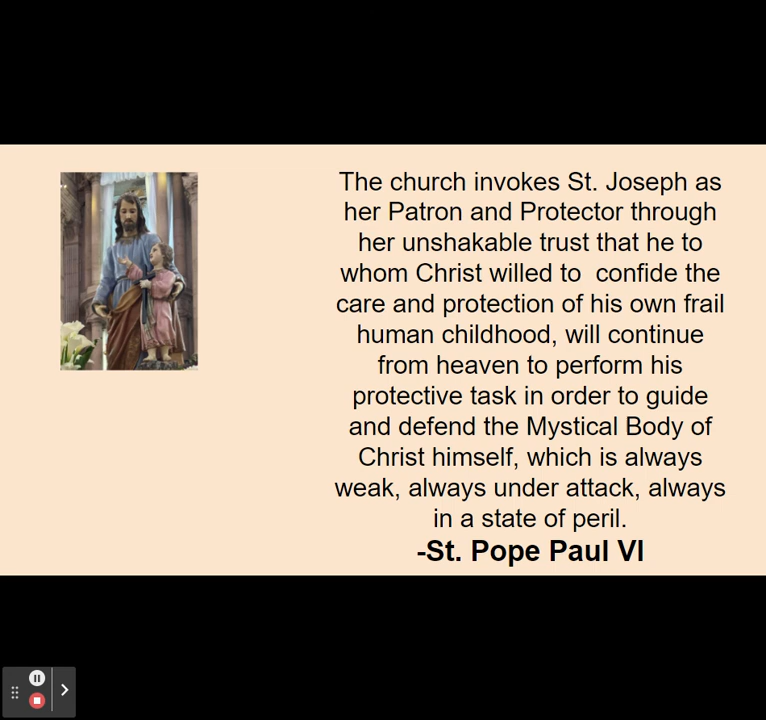 The church invokes St. Joseph as
her Patron and Protector through
her unshakable trust that he to
whom Christ willed to  confide the
care and protection of his own frail
human childhood, will continue
from heaven to perform his
protective task in order to guide
and defend the Mystical Body of
Christ himself, which is always
weak, always under attack, always
in a state of peril.
-St. Pope Paul VI